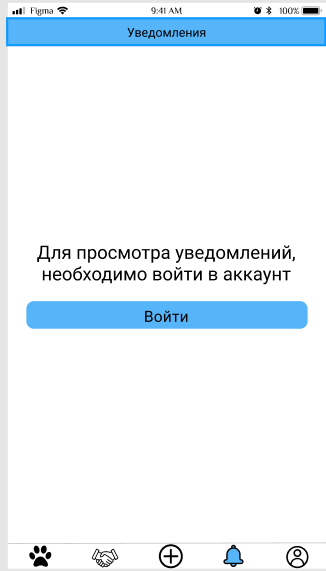 Figma 9:41 AM 100%
Уведомления
Для просмотра уведомлений,
необходимо войти в аккаунт
Войти